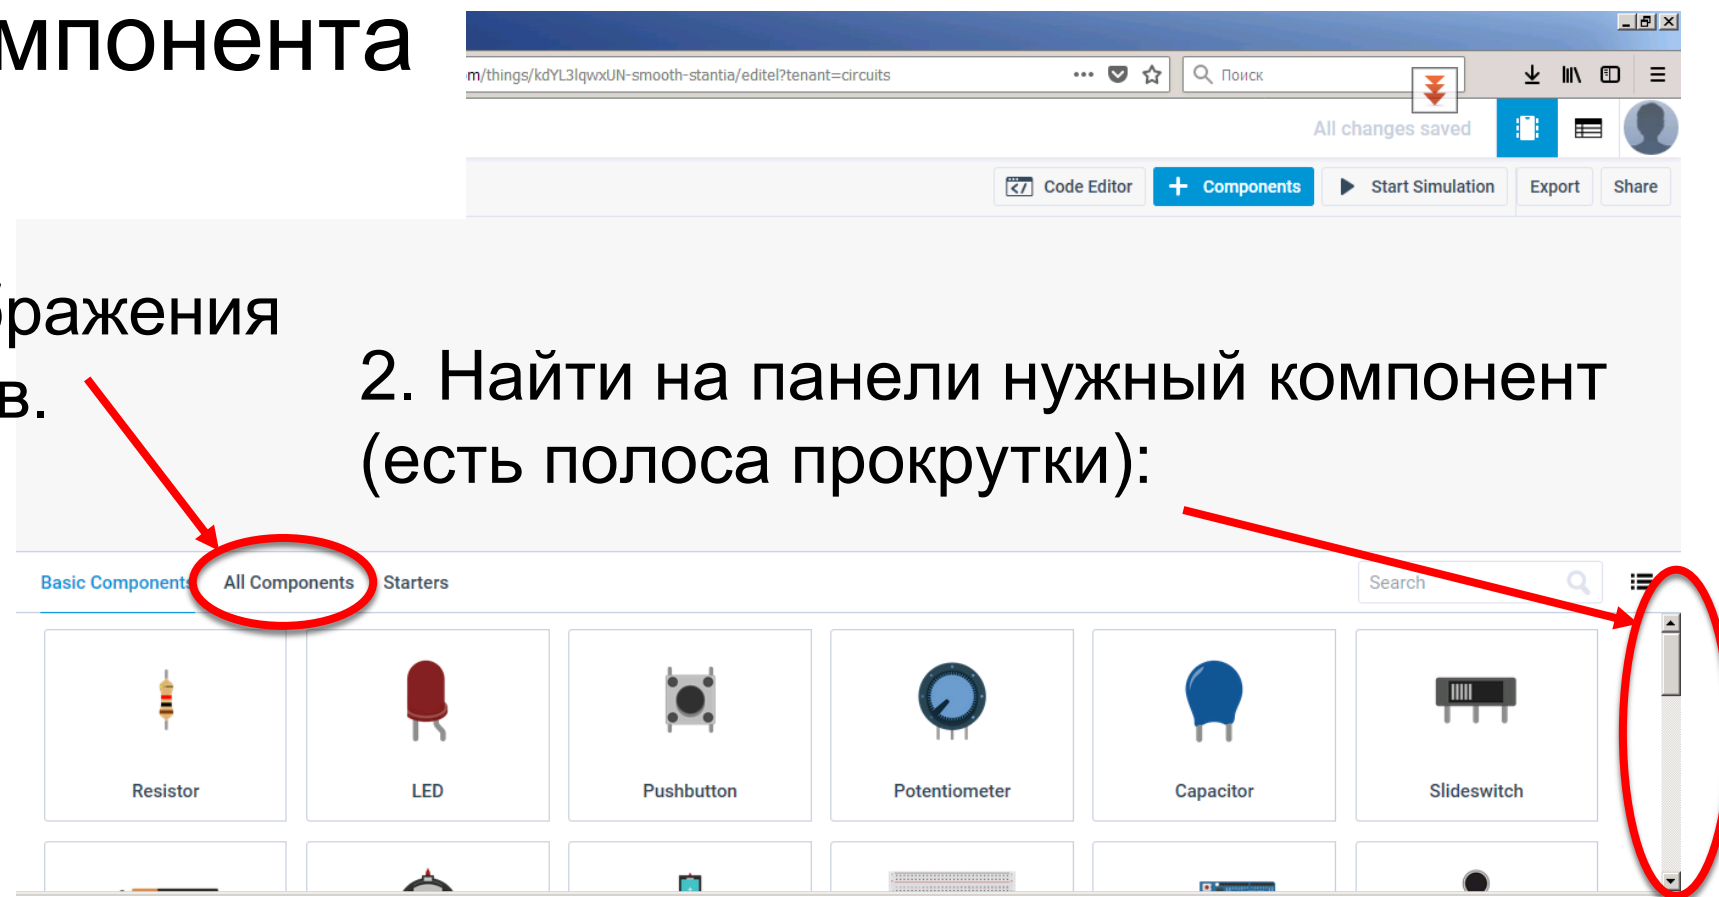 мпонента
m/things/kdYL3lqwxUN-smooth-stantia/editel?tenant=circuits
Поиск
All changes saved
Code Editor
Components
Start Simulation
Export
Share
бражения
в.
2. Найти на панели нужный компонент
(есть полоса прокрутки):
Basic Components
All Components
Starters
Search
Resistor
LED
Pushbutton
Potentiometer
Capacitor
Slideswitch